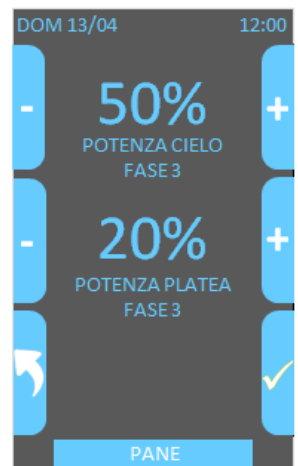 DOM 13/04 12:00
- 50% +
POTENZA CIELO
FASE 3
- 20% +
POTENZA PLATEA
FASE 3
PANE